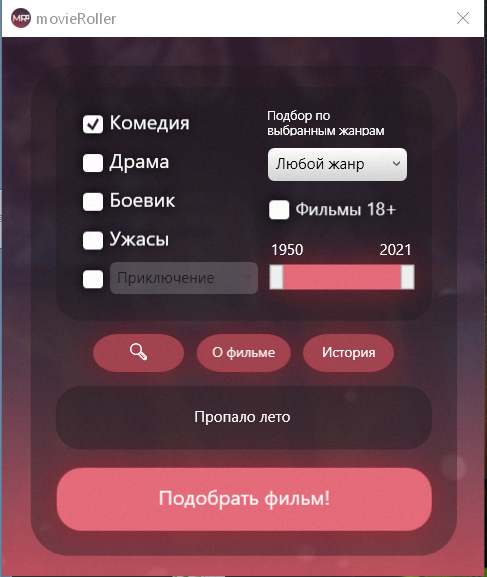 MR movieRoller
Комедия
Драма
Боевик
Ужасы
Приключение
Подбор по
выбранным жанрам
Любой жанр
Фильмы 18+
1950 2021
О фильме
История
Пропало лето
Подобрать фильм!